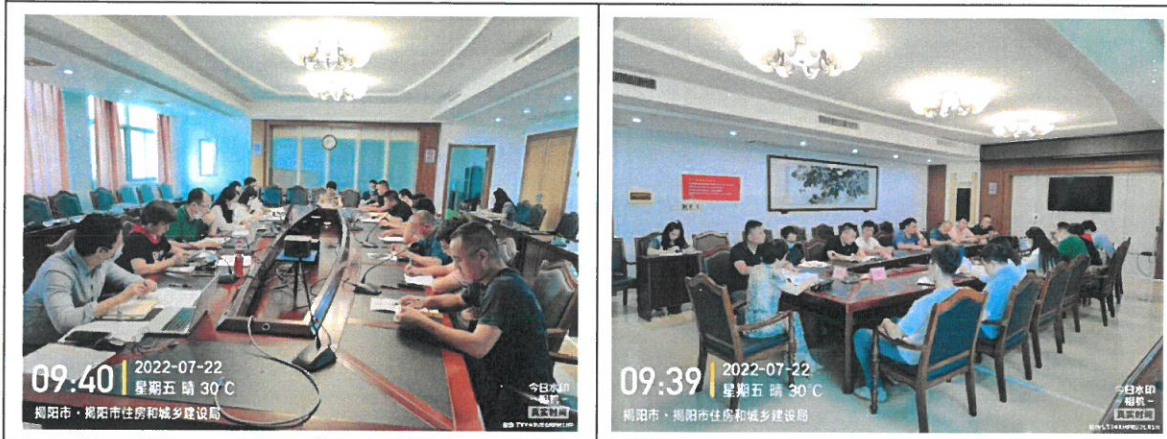 09:40
2022-07-22
星期五 晴 30℃
揭阳市·揭阳市住房和城乡建设局
今日水印
相机
真实时间
09:39
2022-07-22
星期五 晴 30℃
揭阳市·揭阳市住房和城乡建设局
今日水印
相机
真实时间